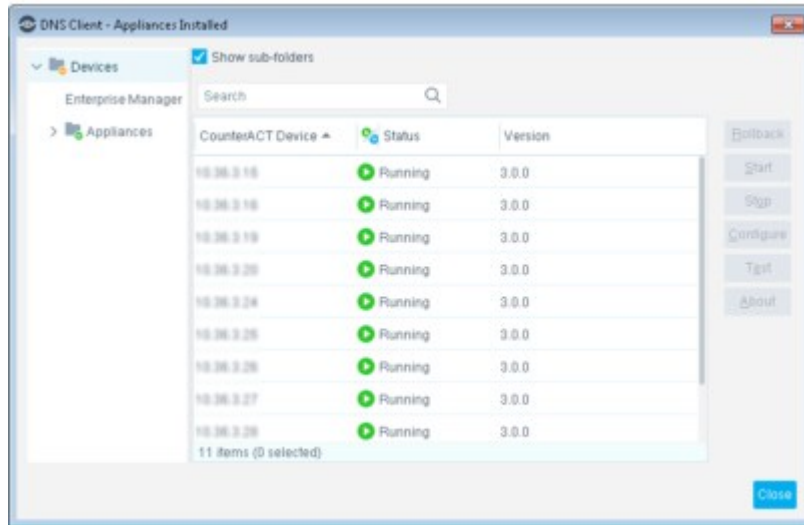 DNS Client - Appliances Installed
Devices
Enterprise Manager
Appliances
Show sub-folders
Search
CounterACT Device Status Version
Running 3.0.0
Running 3.0.0
Running 3.0.0
Running 3.0.0
Running 3.0.0
Running 3.0.0
Running 3.0.0
Running 3.0.0
Running 3.0.0
11 items (0 selected)
Rollback
Start
Stop
Configure
Test
About
Close